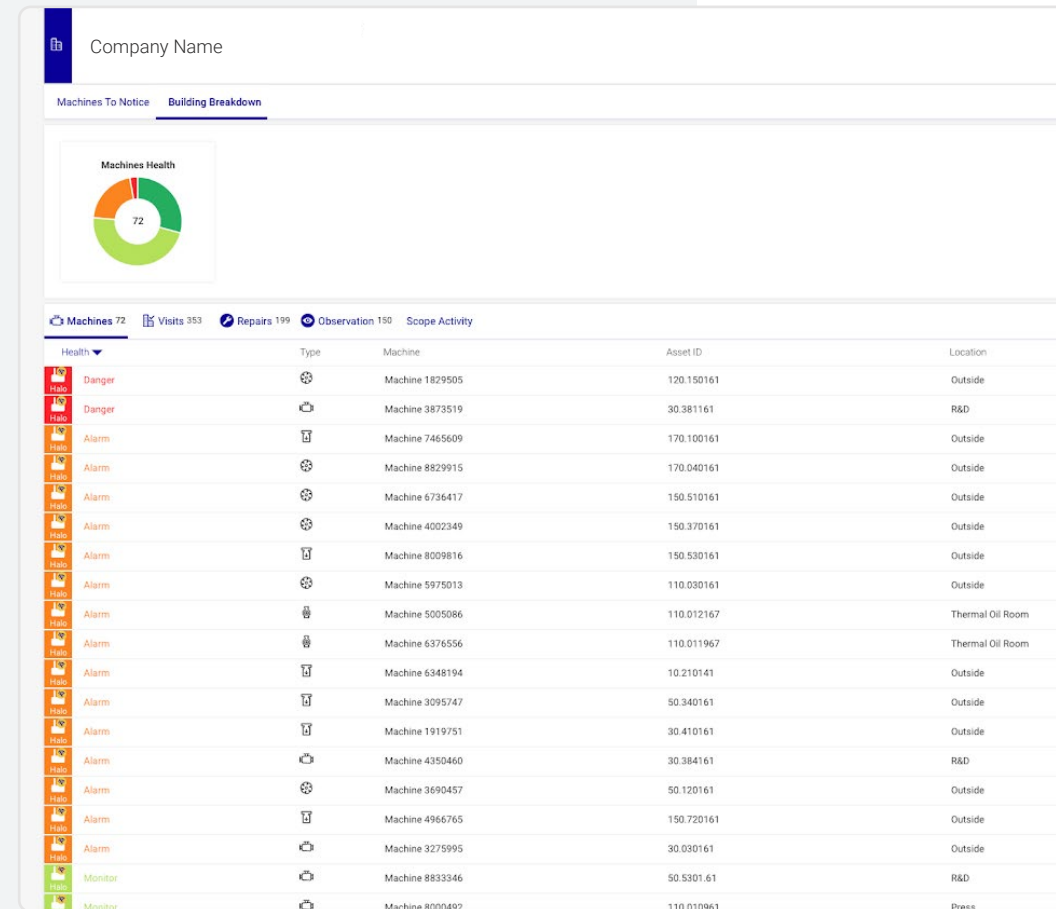 Company Name
Machines To Notice Building Breakdown
Machines Health
72
Machines 72 Visits 353 Repairs 199 Observation 150 Scope Activity
Health Type Machine Asset ID Location
Halo Danger Machine 1829505 120.150161 Outside
Halo Danger Machine 3873519 30.381161 R&D
Halo Alarm Machine 7465609 170.100161 Outside
Halo Alarm Machine 8829915 170.040161 Outside
Halo Alarm Machine 6736417 150.510161 Outside
Halo Alarm Machine 4002349 150.370161 Outside
Halo Alarm Machine 8009816 150.530161 Outside
Halo Alarm Machine 5975013 110.030161 Outside
Halo Alarm Machine 5005086 110.012167 Thermal Oil Room
Halo Alarm Machine 6376556 110.011967 Thermal Oil Room
Halo Alarm Machine 6348194 10.210141 Outside
Halo Alarm Machine 3095747 50.340161 Outside
Halo Alarm Machine 1919751 30.410161 Outside
Halo Alarm Machine 4350460 30.384161 R&D
Halo Alarm Machine 3690457 50.120161 Outside
Halo Alarm Machine 4966765 150.720161 Outside
Halo Alarm Machine 3275995 30.030161 Outside
Halo Monitor Machine 8833346 50.5301.61 R&D
Monitor Machine 8000492 110.010961 Press